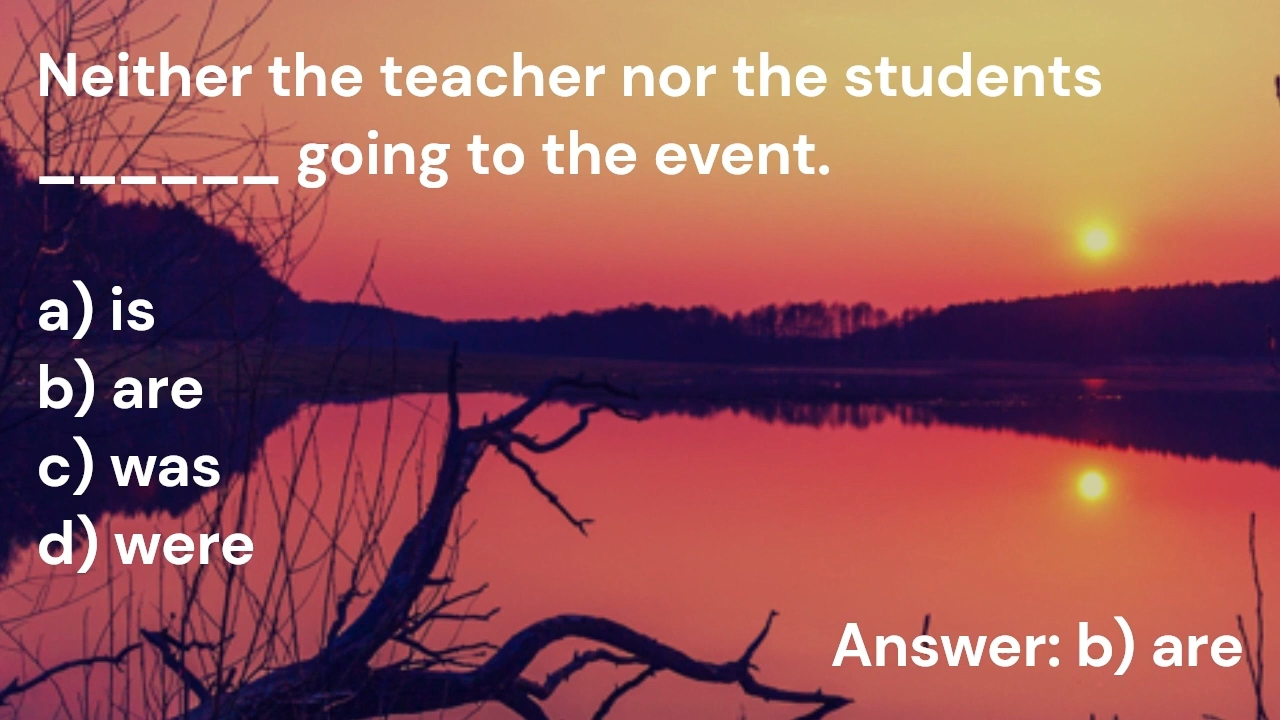 Neither the teacher nor the students
______ going to the event.
a) is
b) are
c) was
d) were
Answer: b) are